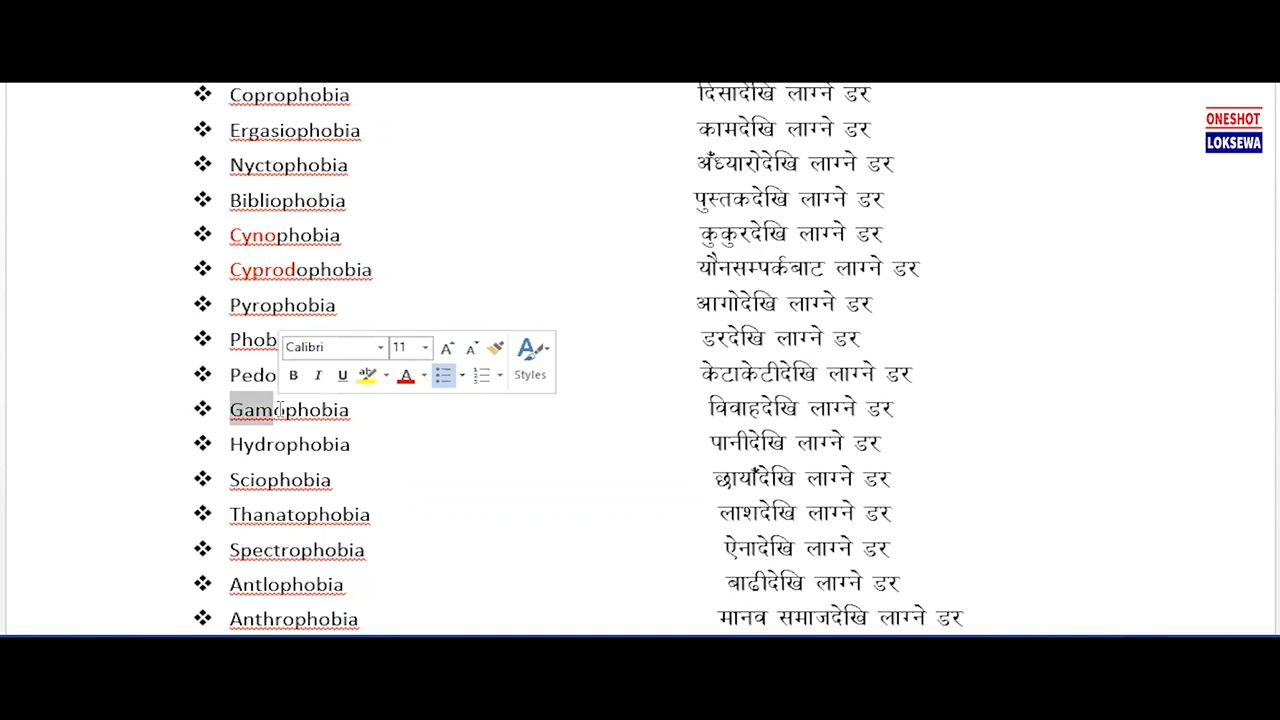 Coprophobia दिसादेखि लाग्ने डर
ONESHOT
LOKSEWA
Ergasiophobia कामदेखि लाग्ने डर
Nyctophobia अँध्यारोदेखि लाग्ने डर
Bibliophobia पुस्तकदेखि लाग्ने डर
Cynophobia कुकुरदेखि लाग्ने डर
Cyprodophobia यौनसम्पर्कबाट लाग्ने डर
Pyrophobia आगोदेखि लाग्ने डर
Phob डरदेखि लाग्ने डर
Calibri 11 A A A
Pedo केटाकेटीदेखि लाग्ने डर
B I U ab A Styles
Gamophobia विवाहदेखि लाग्ने डर
Hydrophobia पानीदेखि लाग्ने डर
Sciophobia छायाँदेखि लाग्ने डर
Thanatophobia लाशदेखि लाग्ने डर
Spectrophobia ऐनादेखि लाग्ने डर
Antlophobia बाढीदेखि लाग्ने डर
Anthrophobia मानव समाजदेखि लाग्ने डर